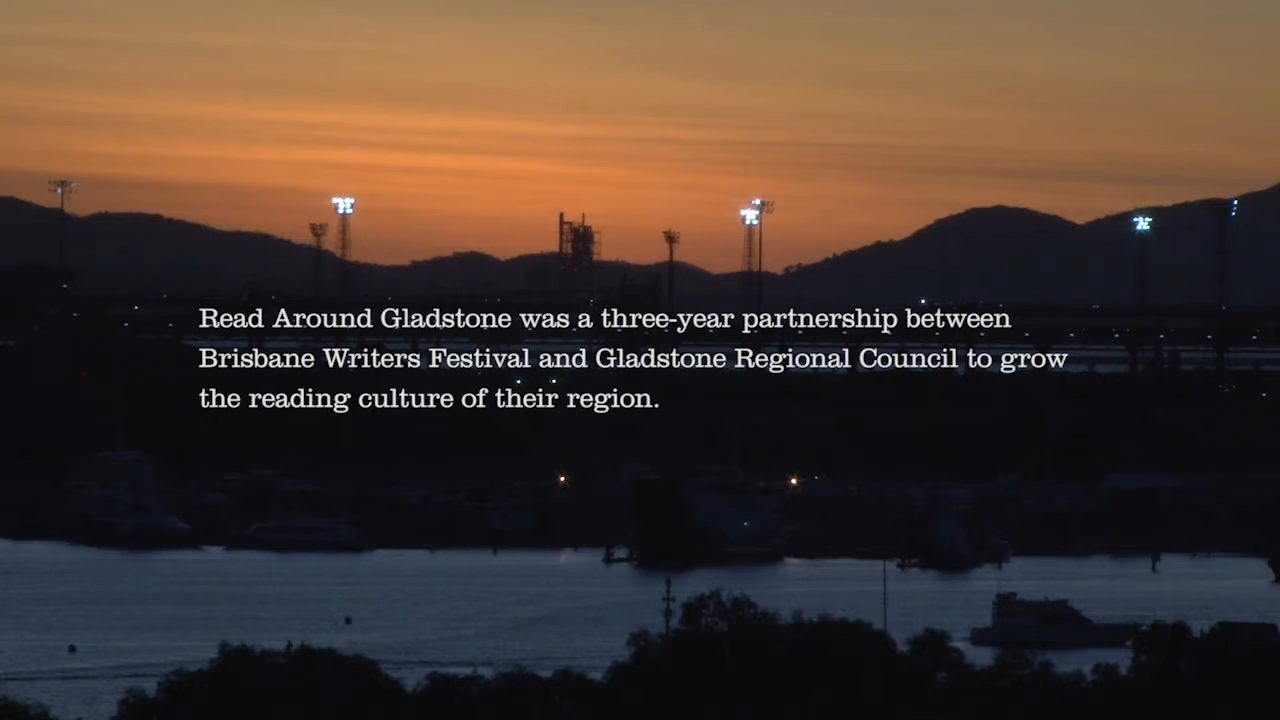 Read Around Gladstone was a three-year partnership between
Brisbane Writers Festival and Gladstone Regional Council to grow
the reading culture of their region.